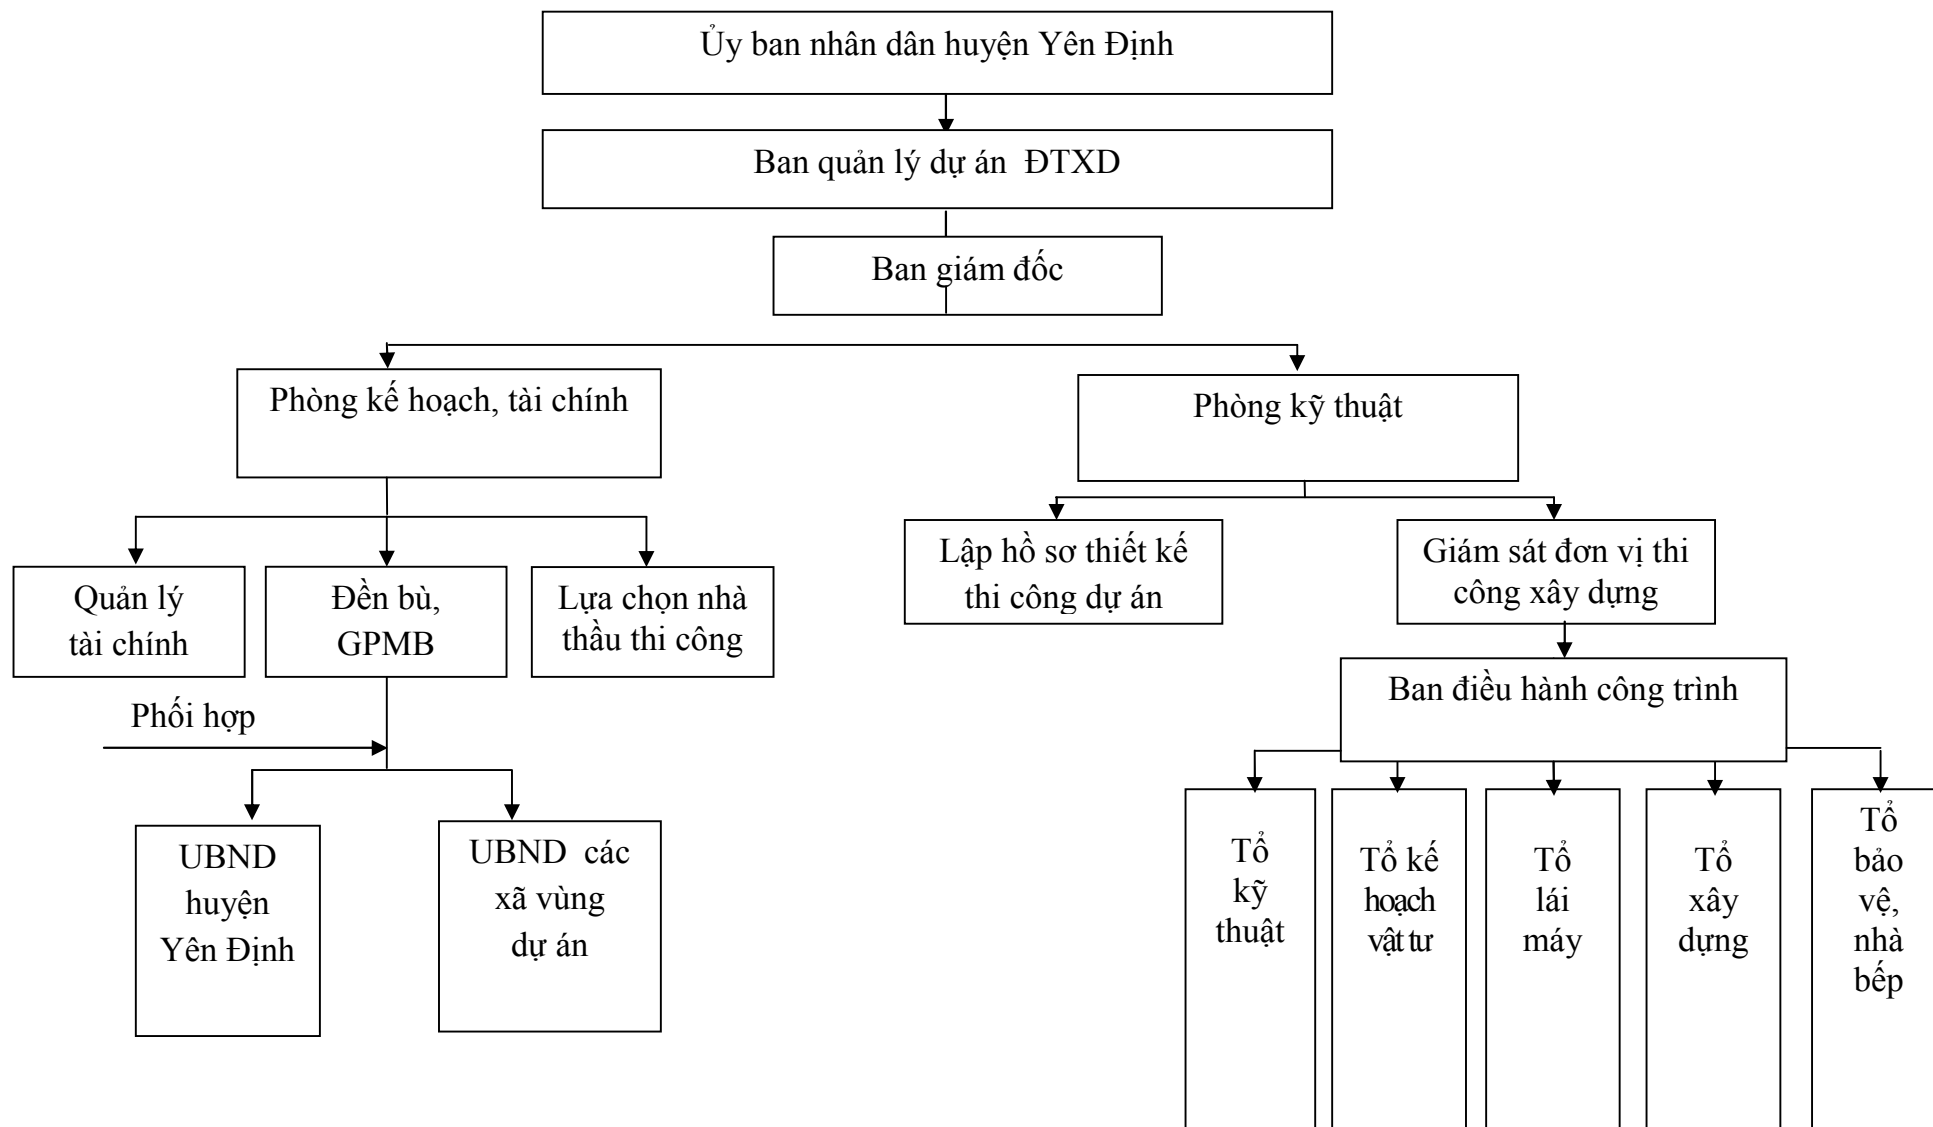 Ủy ban nhân dân huyện Yên Định
Ban quản lý dự án ĐTXD
Ban giám đốc
Phòng kế hoạch, tài chính
Phòng kỹ thuật
Quản lý
tài chính
Đền bù,
GPMB
Lựa chọn nhà
thầu thi công
Lập hồ sơ thiết kế
thi công dự án
Giám sát đơn vị thi
công xây dựng
Phối hợp
Ban điều hành công trình
UBND
huyện
Yên Định
UBND các
xã vùng
dự án
Tổ
kỹ
thuật
Tổ kế
hoạch
vật tư
Tổ
lái
máy
Tổ
xây
dựng
Tổ
bảo
vệ,
nhà
bếp